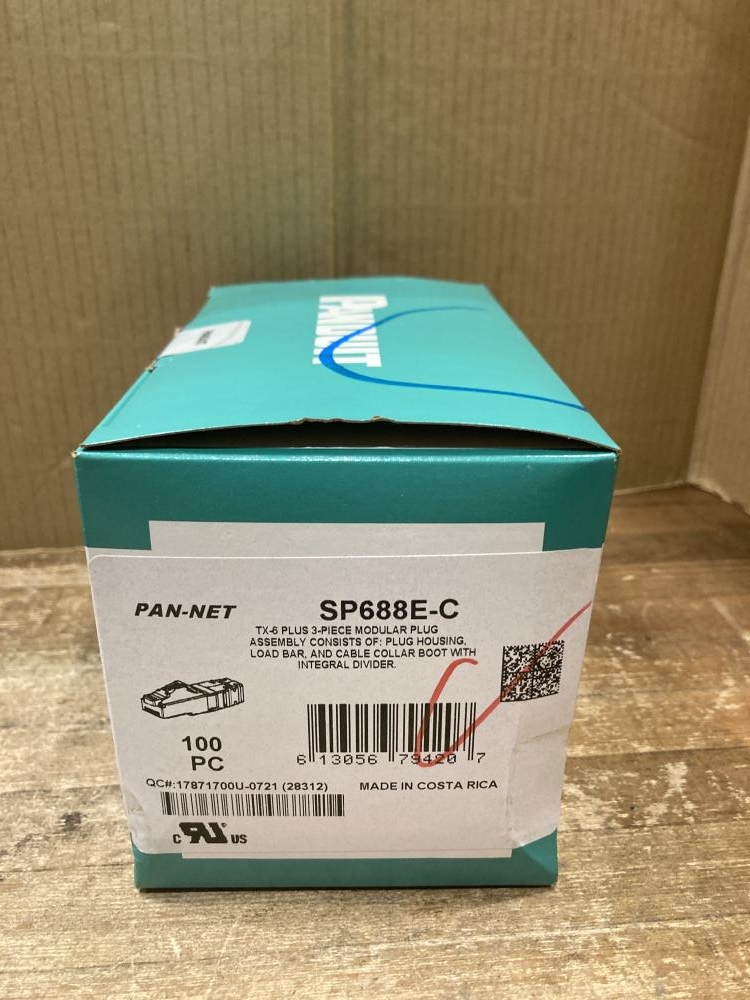 PANDUIT
PAN-NET
SP688E-C
TX-6 PLUS 3-PIECE MODULAR PLUG
ASSEMBLY CONSISTS OF: PLUG HOUSING,
LOAD BAR, AND CABLE COLLAR BOOT WITH
INTEGRAL DIVIDER.
100
PC
6 13056 79420 7
QC#:17871700U-0721 (28312)
MADE IN COSTA RICA
C RU® US